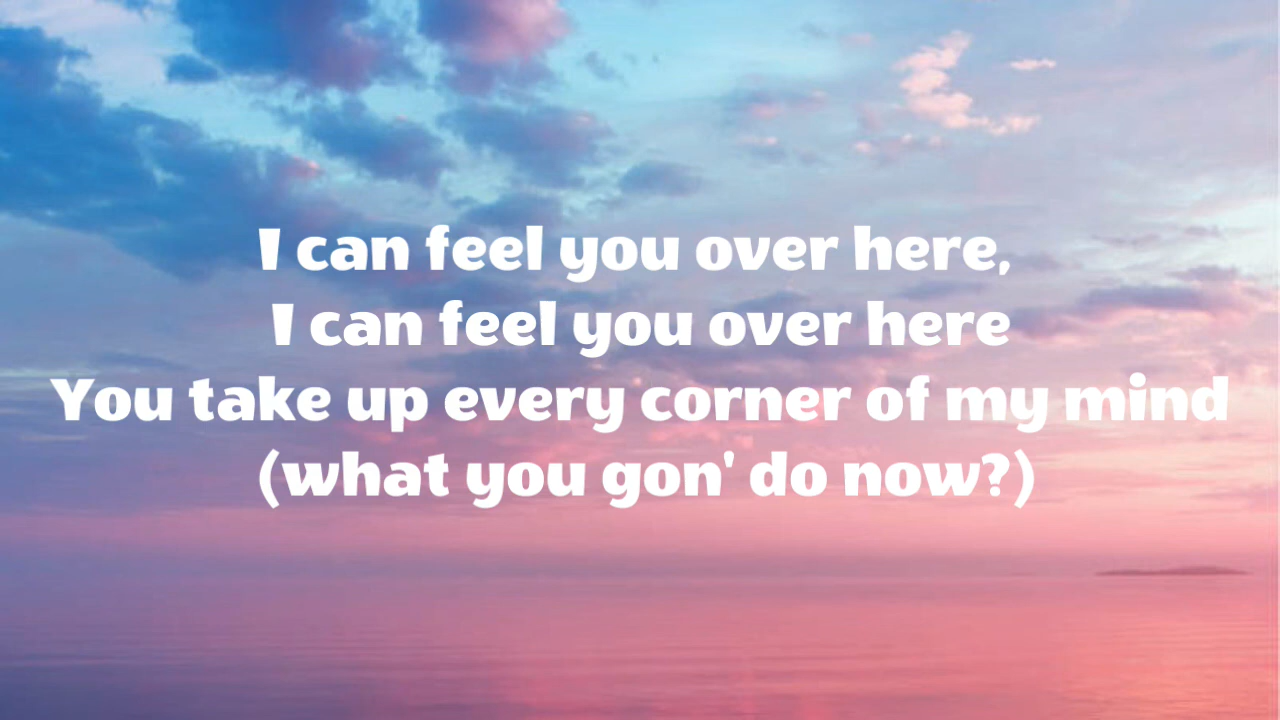 I can feel you over here,
I can feel you over here
You take up every corner of my mind
(what you gon' do now?)